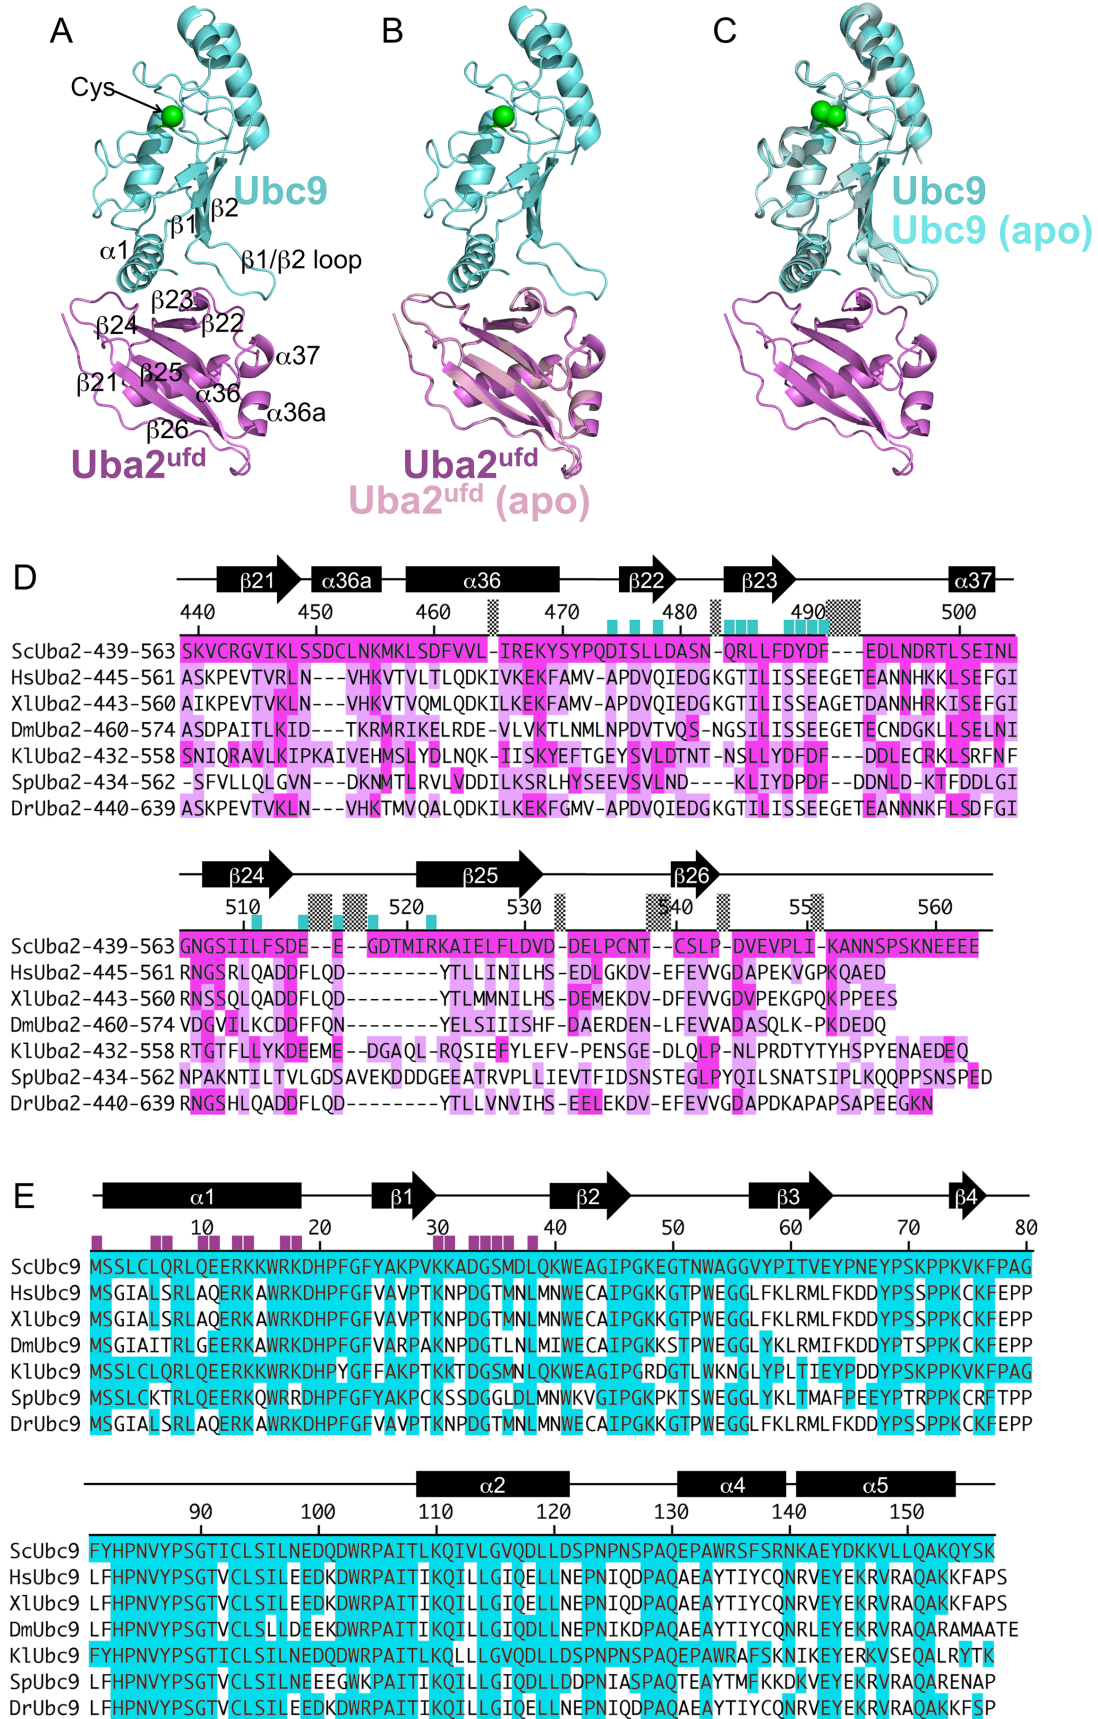 A
B
C
Cys
Ubc9
β2
β1
α1
β1/β2 loop
β23
β24
β22
α37
β25
β21
α36
α36a
β26
Uba2ufd
Uba2ufd
Uba2ufd (apo)
Ubc9
Ubc9 (apo)
D
β21 α36a α36 β22 β23 α37
440 450 460 470 480 490 500
ScUba2-439-563 SKVCRGVIKLSSDCLNKMKLSDFVVL-IREKYSYPQDISLLDASN-QRLLFDYDF---EDLNDRTLSEINL
HsUba2-445-561 ASKPEVTVRLN---VHKVTVLTLQDKIVKEKFAMV-APDVQIEDGKGTILISSEEGETEANNHKKLSEFGI
XlUba2-443-560 AIKPEVTVKLN---VHKVTVQMLQDKILKEKFAMV-APDVQIEDGKGTILISSEAGETDANNHRKISEFGI
DmUba2-460-574 ASDPAITLKID---TKRMRIKELRDE-VLVKTLNMLNPDVTVQS-NGSILISSEEGETECNDGKLLSELNI
KlUba2-432-558 SNIQRAVLKIPKAIVEHMSLYDLNQK-IISKYEFTGEYSVLDTNT-NSLLYDFDF---DDLECRKLSRFNF
SpUba2-434-562 -SFVLLQLGVN---DKNMTLRVLVDDILKSRLHYSEEVSVLND----KLIYDPDF---DDNLD-KTFDDLGI
DrUba2-440-639 ASKPEVTVKLN---VHKTMVQALQDKILKEKFGMV-APDVQIEDGKGTILISSEEGETEANNNKFLSDFGI
β24 β25 β26
510 520 530 540 55 560
ScUba2-439-563 GNGSIILFSDE--E-GDTMIRKAIELFLDVD-DELPCNT--CSLP-DVEVPLI-KANNSPSKNEEEE
HsUba2-445-561 RNGSRLQADDFLQD--------YTLLINILHS-EDLGKDV-EFEVVGDAPEKVGPKQAED
XlUba2-443-560 RNSSQLQADDFLQD--------YTLMMNILHS-DEMEKDV-DFEVVGDVPEKGPQKPPEES
DmUba2-460-574 VDGVILKCDDFFQN--------YELSIIISHF-DAERDEN-LFEVVADASQLK-PKDEDQ
KlUba2-432-558 RTGTFLLYKDEEME--DGAQL-RQSIEFYLEFV-PENSGE-DLQLP-NLPRDTYTYHSPYENAEDEQ
SpUba2-434-562 NPAKNTILTVLGDSAVEKDDDGEEATRVPLLIEVTFIDSNSTEGLPYQILSNATSIPLKQQPPSNSPED
DrUba2-440-639 RNGSHLQADDFLQD--------YTLLVNVIHS-EELEKDV-EFEVVGDAPDKAPAPSAPEEGKN
E
α1 β1 β2 β3 β4
10 20 30 40 50 60 70 80
ScUbc9 MSSLCLQRLQEERKKWRKDHPFGFYAKPVKKADGSMDLQKWEAGIPGKEGTNWAGGVYPITVEYPNEYPSKPPKVKFPAG
HsUbc9 MSGIALSRLAQERKAWRKDHPFGFVAVPTKNPDGTMNLMNWECAIPGKKGTPWEGGLFKLRMLFKDDYPSSPPKCKFEPP
XlUbc9 MSGIALSRLAQERKAWRKDHPFGFVAVPTKNPDGTMNLMNWECAIPGKKGTPWEGGLFKLRMLFKDDYPSSPPKCKFEPP
DmUbc9 MSGIAITRLGEERKAWRKDHPFGFVARPAKNPDGTLNLMIWECAIPGKKSTPWEGGLYKLRMIFKDDYPTSPPKCKFEPP
KlUbc9 MSSLCLQRLQEERKKWRKDHPYGFFAKPTKKTDGSMNLQKWEAGIPGRDGTLWKNGLYPLTIEYPDDYPSKPPKVKFPAG
SpUbc9 MSSLCKTRLQEERKQWRRDHPFGFYAKPCKSSDGGLDLMNWKVGIPGKPKTSWEGGLYKLTMAFPEEYPTRPPKCRFTPP
DrUbc9 MSGIALSRLAQERKAWRKDHPFGFVAVPTKNPDGTMNLMNWECAIPGKKGTPWEGGLFKLRMLFKDDYPSSPPKCKFEPP
α2 α4 α5
90 100 110 120 130 140 150
ScUbc9 FYHPNVYPSGTICLSILNEDQDWRPAITLKQIVLGVQDLLDSPNPNSPAQEPAWRSFSRNKAEYDKKVLLQAKQYSK
HsUbc9 LFHPNVYPSGTVCLSILEEDKDWRPAITIKQILLGIQELLNEPNIQDPAQAEAYTIYCQNRVEYEKRVRAQAKKFAPS
XlUbc9 LFHPNVYPSGTVCLSILEEDKDWRPAITIKQILLGIQELLNEPNIQDPAQAEAYTIYCQNRVEYEKRVRAQAKKFAPS
DmUbc9 LFHPNVYPSGTVCLSLLDEEKDWRPAITIKQILLGIQDLLNEPNIKDPAQAEAYTIYCQNRLEYEKRVRAQARAMAATE
KlUbc9 FYHPNVYPSGTICLSILNEDQDWRPAITLKQLLLGVQDLLDSPNPNSPAQEPAWRAFSKNIKEYERKVSEQALRYTK
SpUbc9 LFHPNVYPSGTVCLSILNEEEGWKPAITIKQILLGIQDLLDDPNIASPAQTEAYTMFKKDKVEYEKRVRAQARENAP
DrUbc9 LFHPNVYPSGTVCLSILEEDKDWRPAITIKQILLGIQELLNEPNIQDPAQAEAYTIYCQNRVEYEKRVRAQAKKFSP